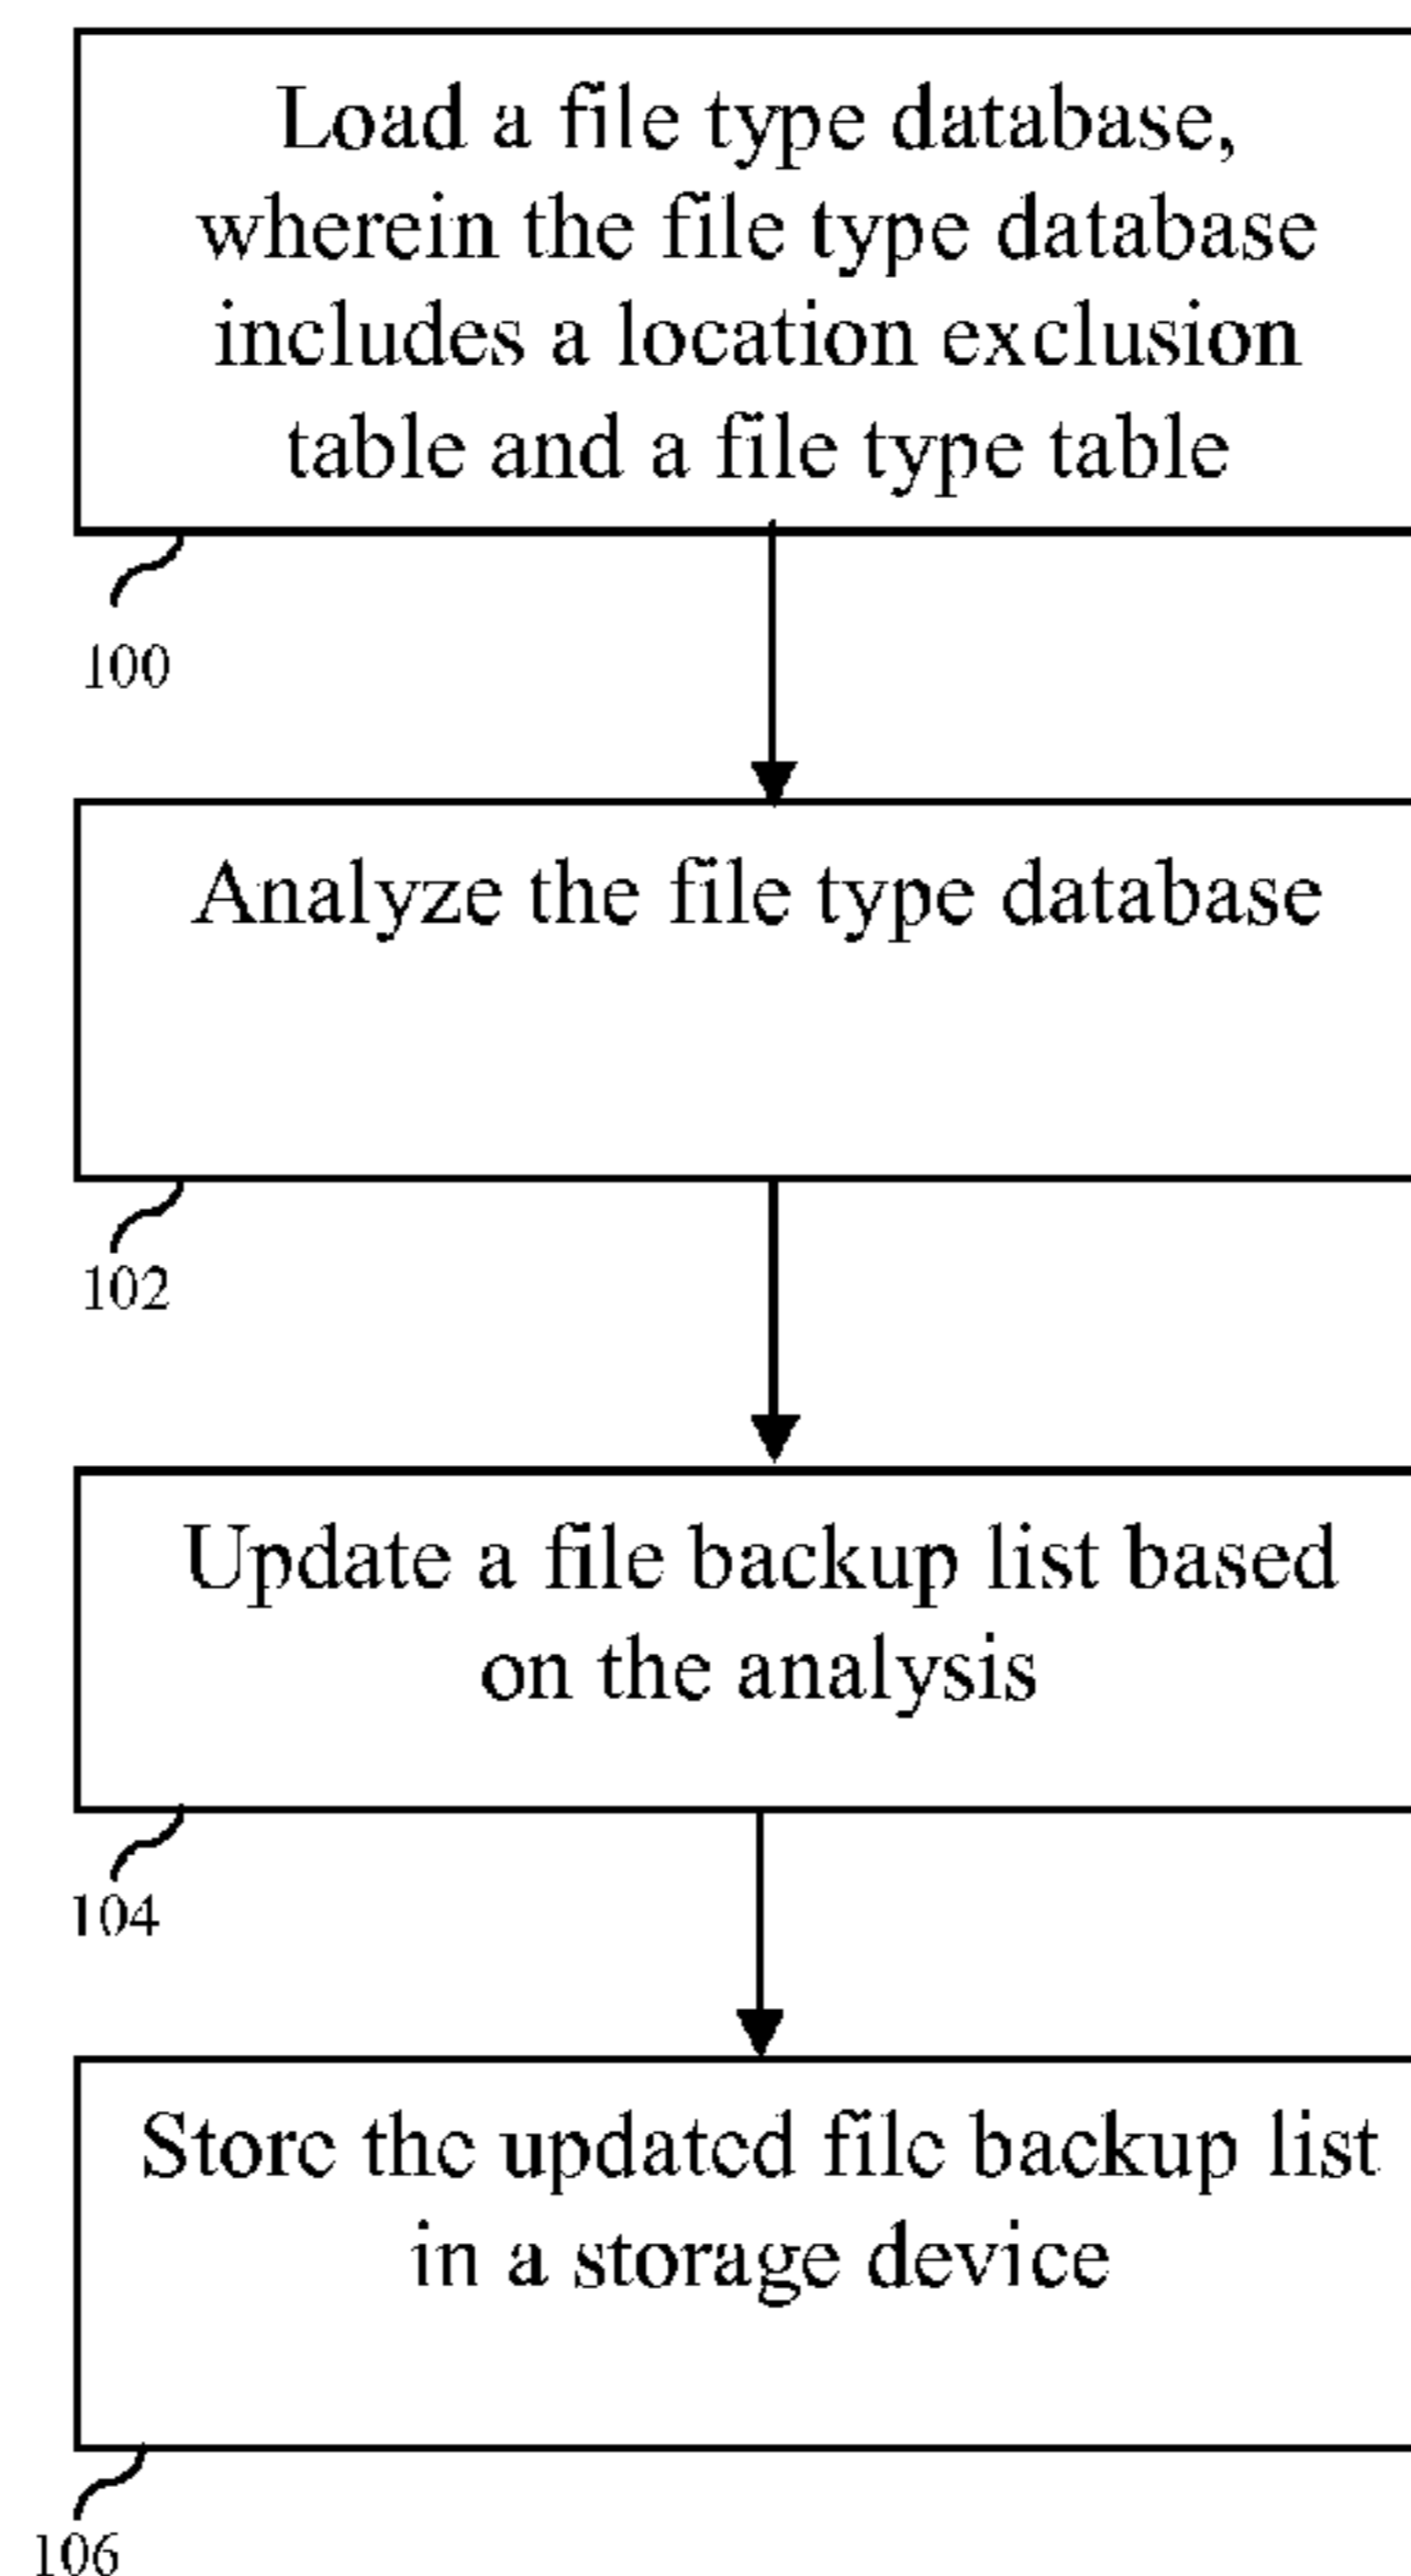 Load a file type database,
wherein the file type database
includes a location exclusion
table and a file type table
100
Analyze the file type database
102
Update a file backup list based
on the analysis
104
Store the updated file backup list
in a storage device
106